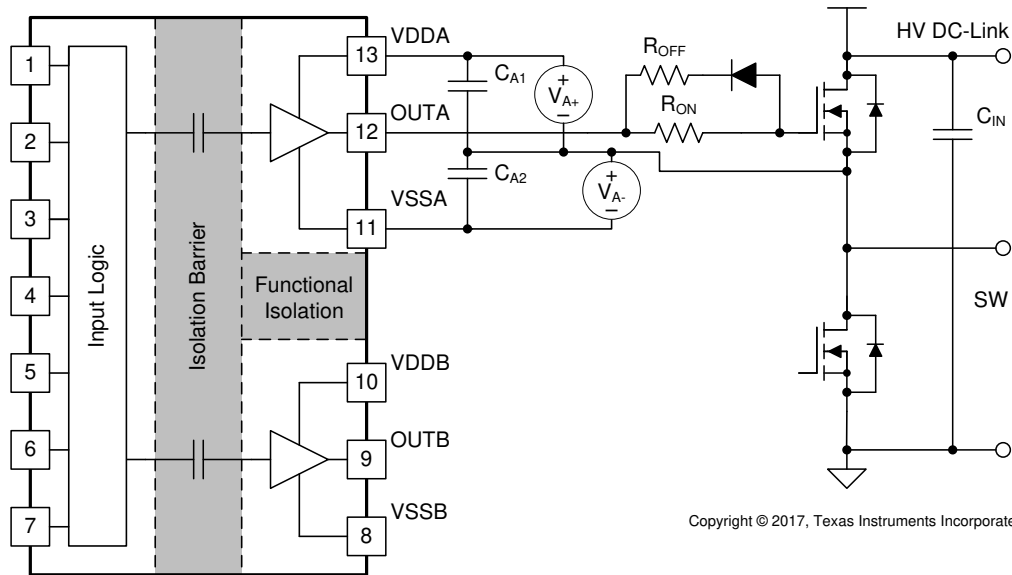 1
2
3
4
5
6
7
Input Logic
Isolation Barrier
Functional
Isolation
13
12
11
10
9
8
VDDA
OUTA
VSSA
VDDB
OUTB
VSSB
CA1
CA2
+
VA+
–
+
VA-
–
ROFF
RON
HV DC-Link
CIN
SW
Copyright © 2017, Texas Instruments Incorporate